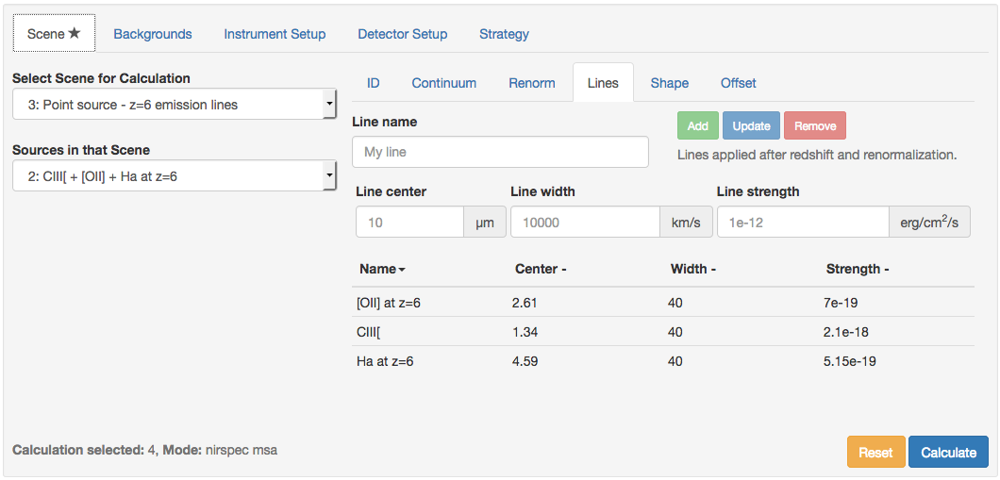 Scene ★ Backgrounds Instrument Setup Detector Setup Strategy
Select Scene for Calculation
3: Point source - z=6 emission lines
Sources in that Scene
2: CIII[ + [OII] + Ha at z=6
ID Continuum Renorm Lines Shape Offset
Line name
My line
Add Update Remove
Lines applied after redshift and renormalization.
Line center Line width Line strength
10 µm 10000 km/s 1e-12 erg/cm²/s
Name Center - Width - Strength -
[OII] at z=6 2.61 40 7e-19
CIII[ 1.34 40 2.1e-18
Ha at z=6 4.59 40 5.15e-19
Calculation selected: 4, Mode: nirspec msa
Reset Calculate